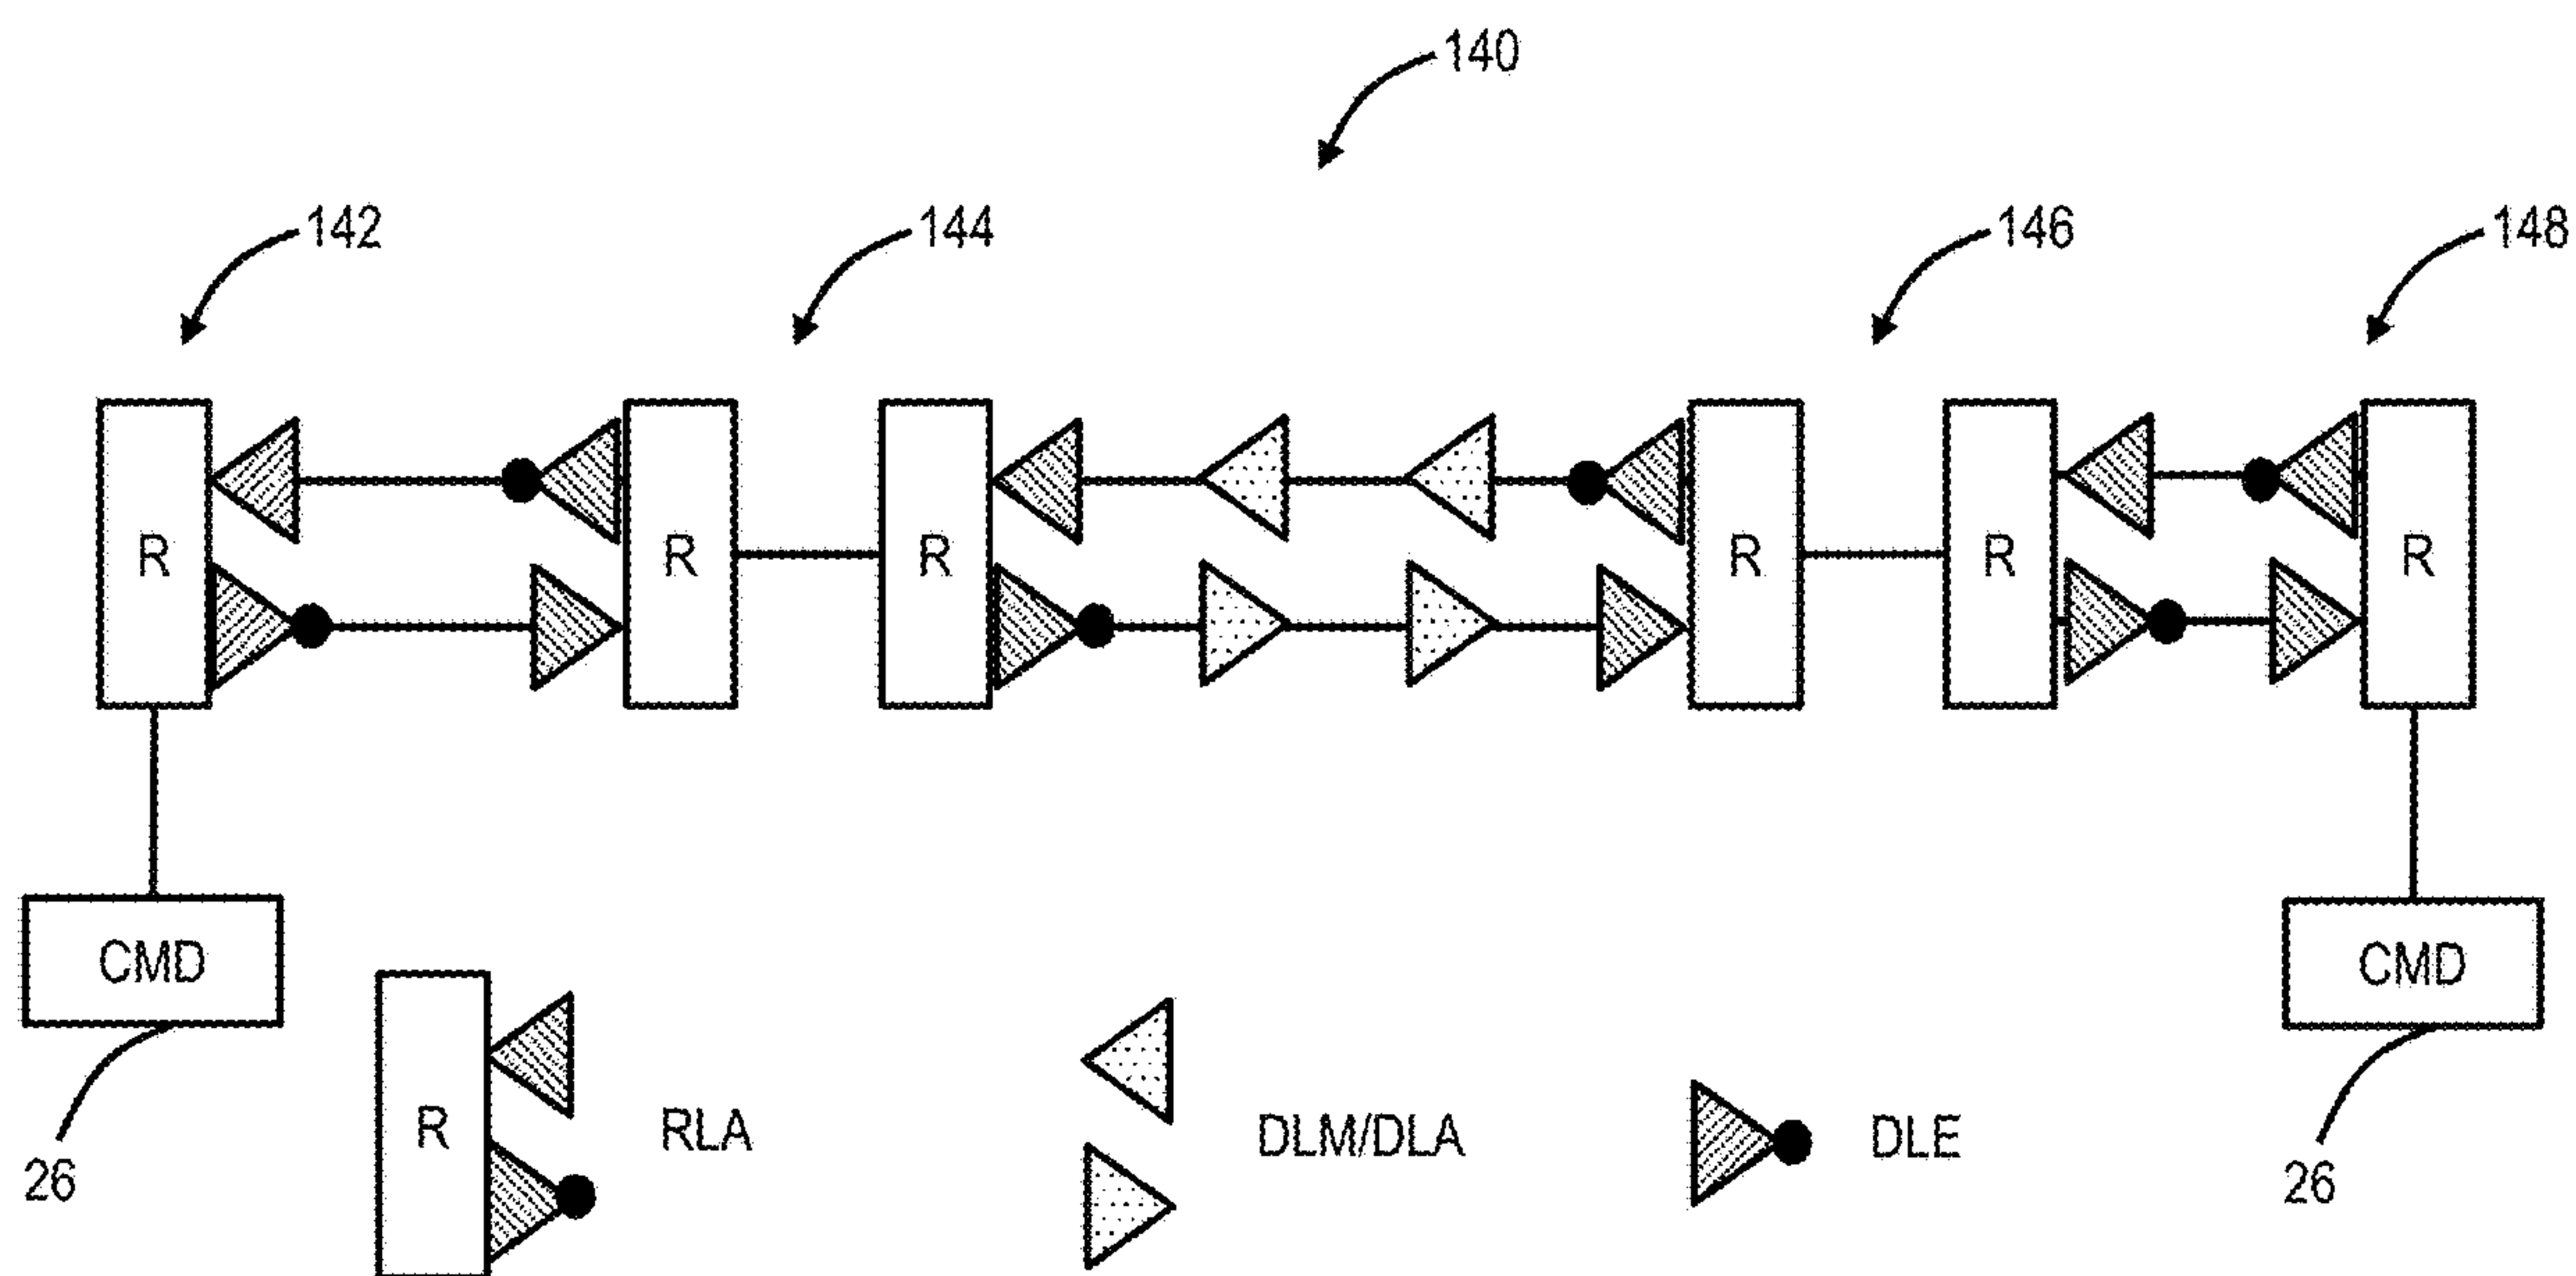 140
142 144 146 148
R R R R R R
CMD CMD
R RLA DLM/DLA DLE
26 26